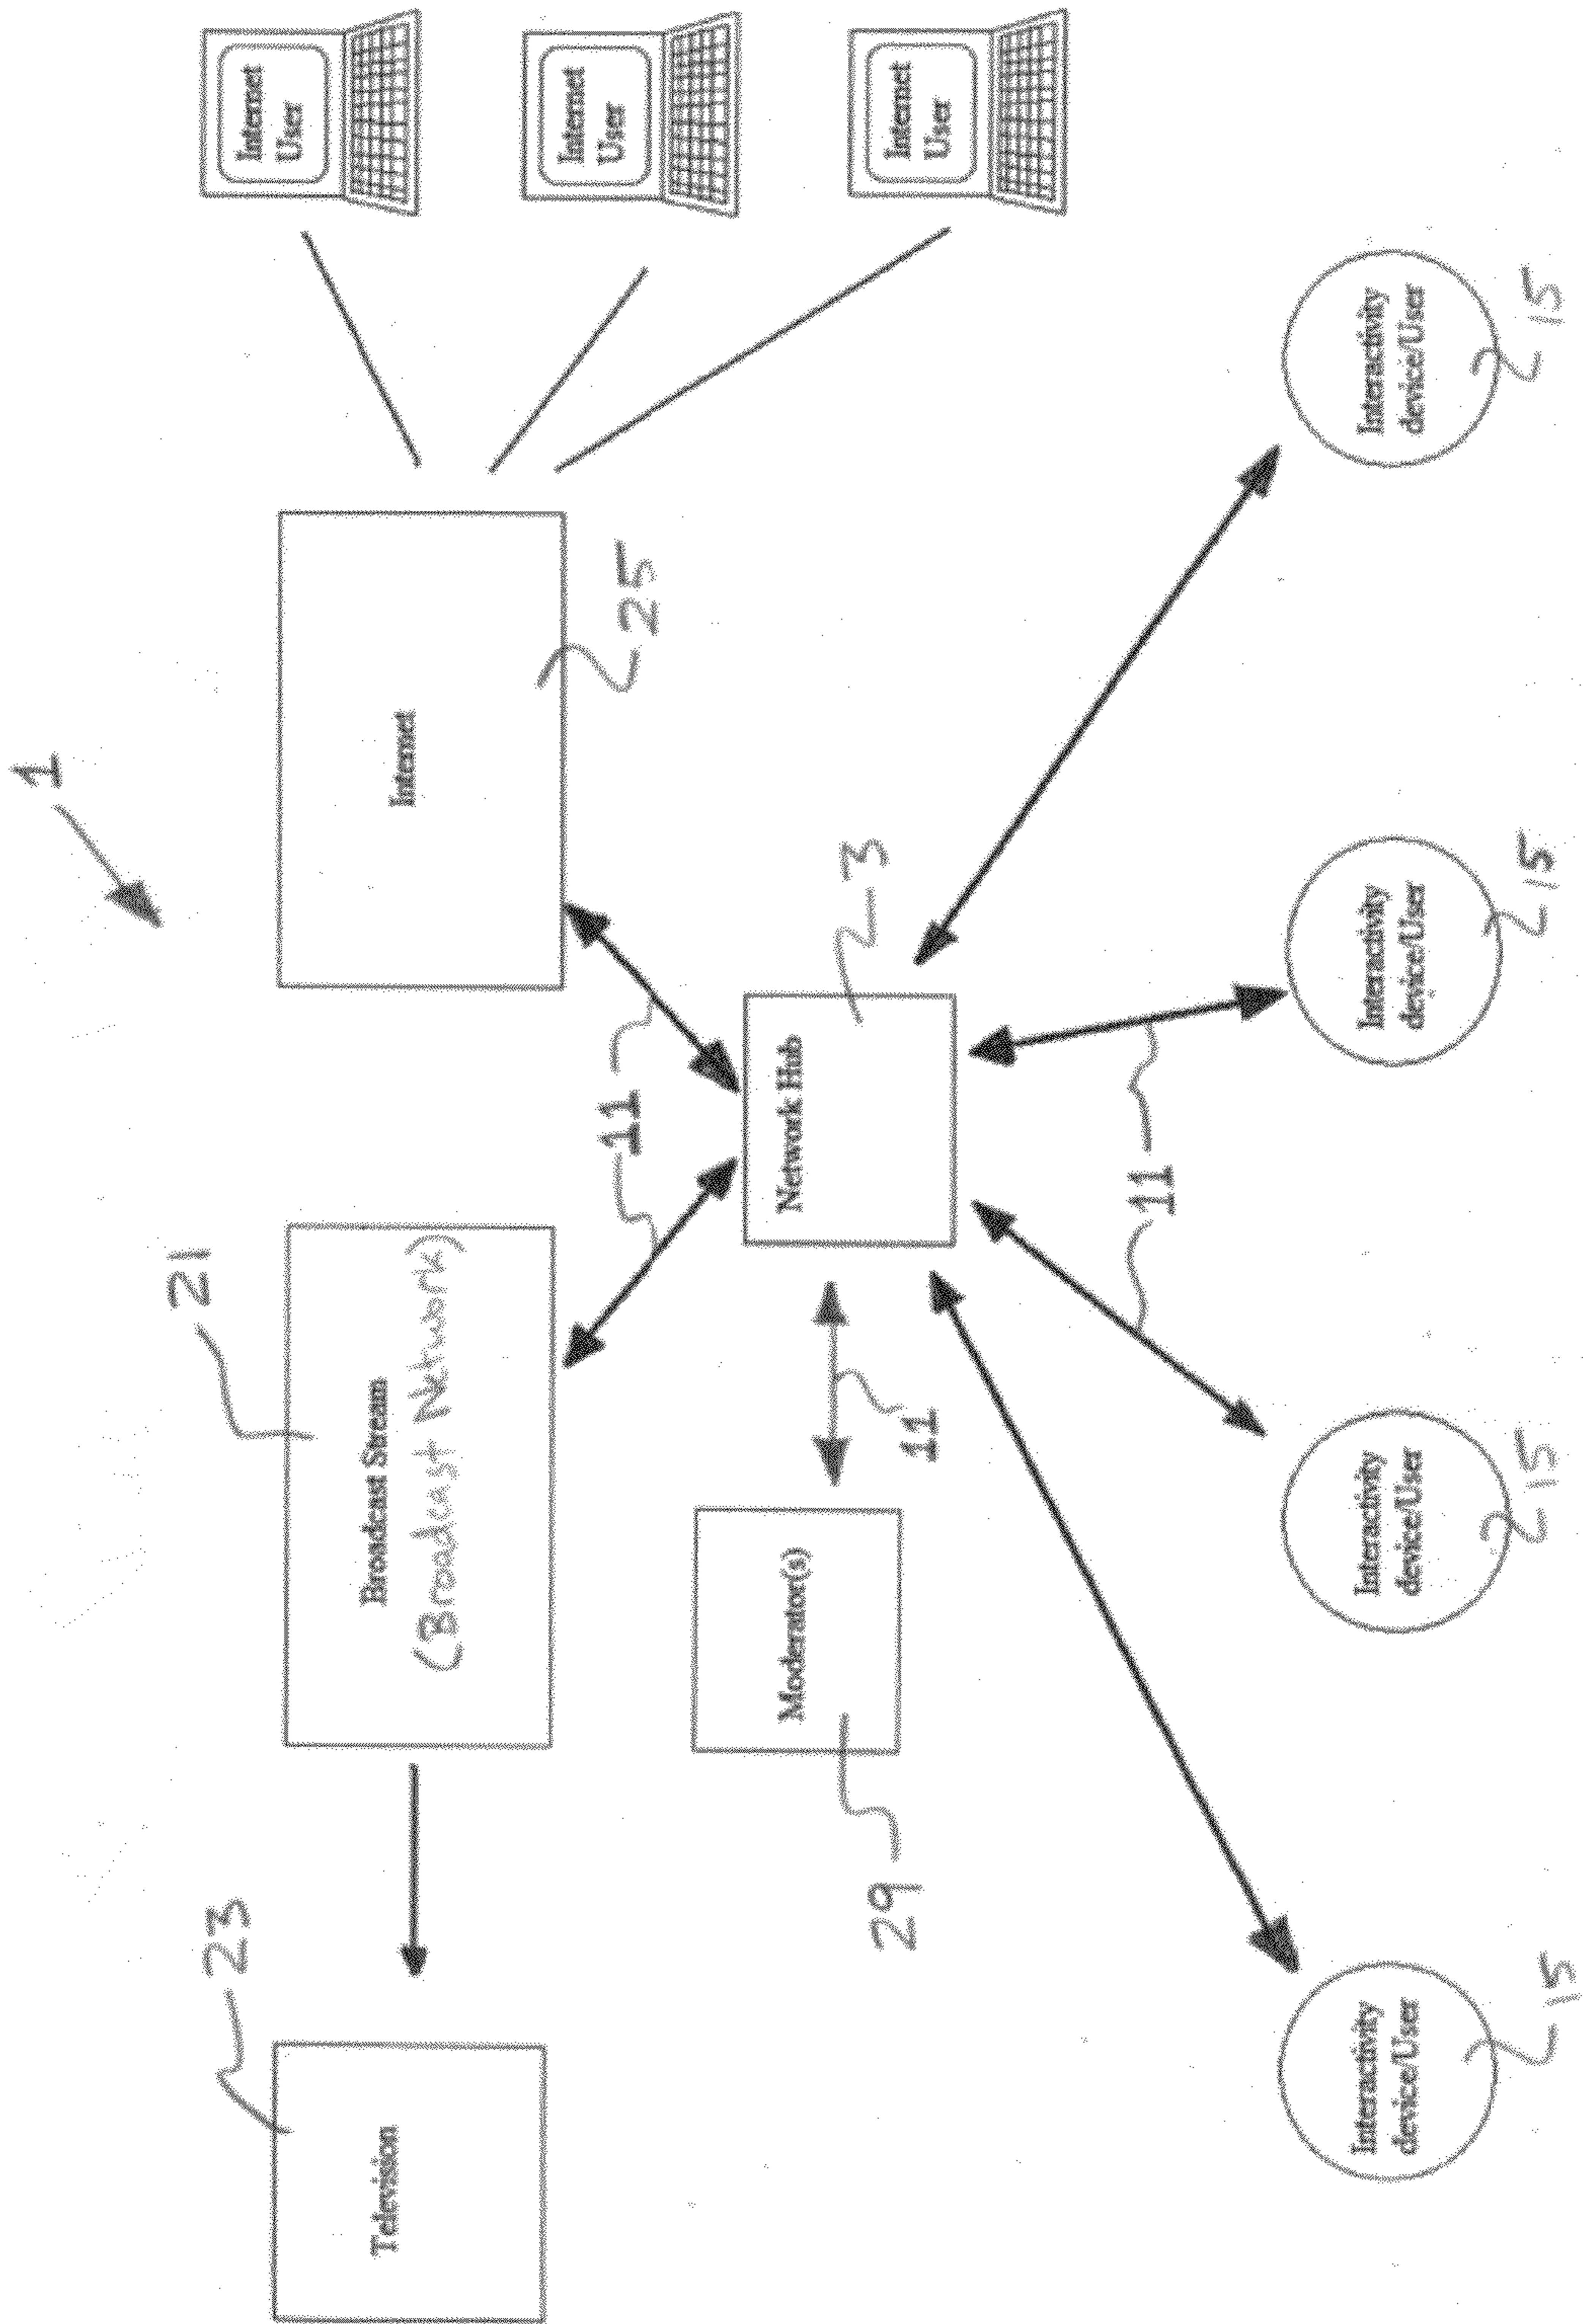 1
23
Television
21
Broadcast Stream
(Broadcast Network)
Internet
25
Internet
User
Internet
User
Internet
User
11
Moderator(s)
29
11
Network Hub
3
11
Interactivity
device/User
15
Interactivity
device/User
15
Interactivity
device/User
15
Interactivity
device/User
15